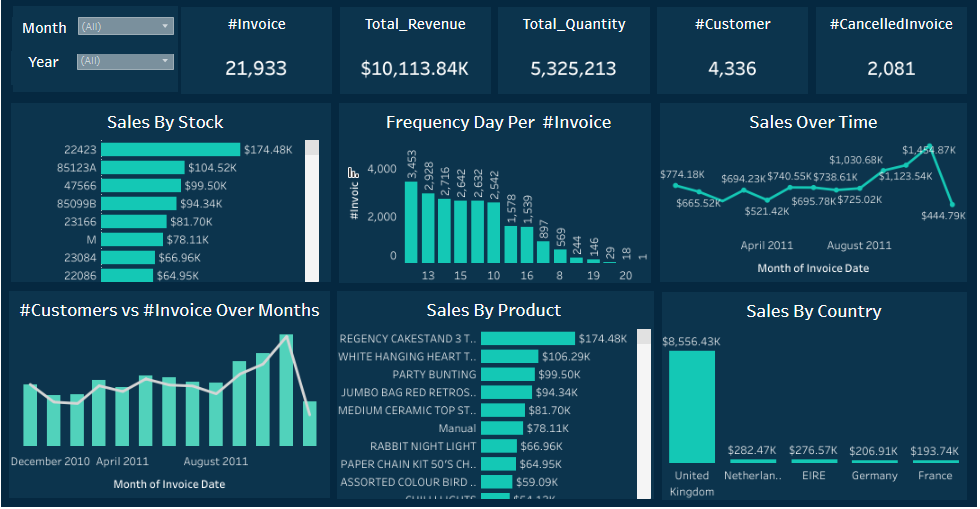 Month
(All)
Year
(All)
#Invoice
21,933
Total_Revenue
$10,113.84K
Total_Quantity
5,325,213
#Customer
4,336
#CancelledInvoice
2,081
Sales By Stock
22423 $174.48K
85123A $104.52K
47566 $99.50K
85099B $94.34K
23166 $81.70K
M $78.11K
23084 $66.96K
22086 $64.95K
Frequency Day Per #Invoice
#Invoic
4,000
2,000
0
3,453
2,928
2,716
2,642
2,632
2,542
1,578
1,539
897
569
244
146
29
18
1
13 15 10 16 8 19 20
Sales Over Time
$774.18K
$665.52K
$694.23K
$521.42K
$740.55K
$695.78K
$738.61K
$725.02K
$1,030.68K
$1,123.54K
$444.79K
April 2011 August 2011
Month of Invoice Date
#Customers vs #Invoice Over Months
December 2010 April 2011 August 2011
Month of Invoice Date
Sales By Product
REGENCY CAKESTAND 3 T.. $174.48K
WHITE HANGING HEART T.. $106.29K
PARTY BUNTING $99.50K
JUMBO BAG RED RETROS.. $94.34K
MEDIUM CERAMIC TOP ST.. $81.70K
Manual $78.11K
RABBIT NIGHT LIGHT $66.96K
PAPER CHAIN KIT 50'S CH.. $64.95K
ASSORTED COLOUR BIRD .. $59.09K
CHILLI LIGHTS
Sales By Country
$8,556.43K
$282.47K
$276.57K
$206.91K
$193.74K
United Kingdom
Netherlan..
EIRE
Germany
France